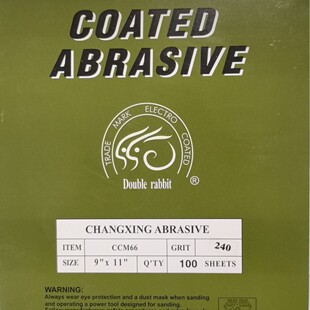 COATED
ABRASIVE
TRADE MARK ELECTRO COATED
Double rabbit
®
CHANGXING ABRASIVE
ITEM CCM66 GRIT 240
SIZE 9" x 11" Q'TY 100 SHEETS
WARNING:
Always wear eye protection and a dust mask when sanding
and operating a power tool designed for sanding.